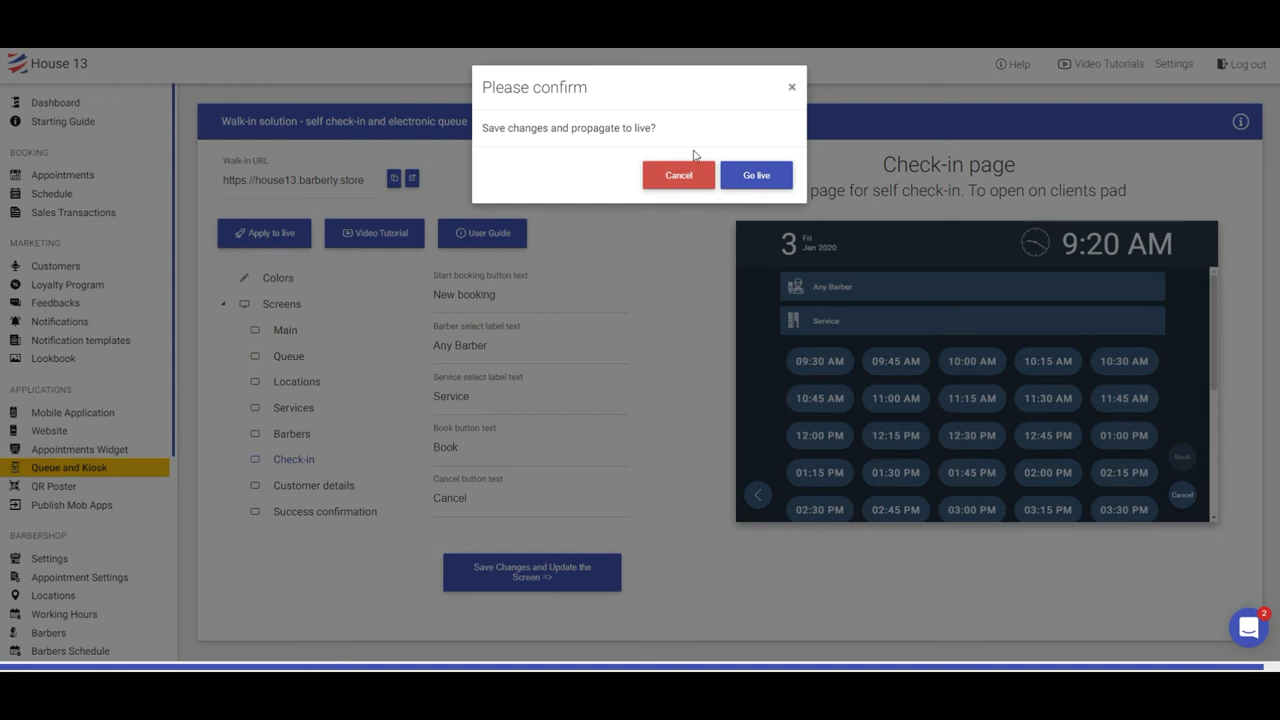 House 13
Help
Video Tutorials
Settings
Log out
Please confirm
×
Save changes and propagate to live?
Cancel
Go live
Dashboard
Starting Guide
BOOKING
Appointments
Schedule
Sales Transactions
MARKETING
Customers
Loyalty Program
Feedbacks
Notifications
Notification templates
Lookbook
APPLICATIONS
Mobile Application
Website
Appointments Widget
Queue and Kiosk
QR Poster
Publish Mob Apps
BARBERSHOP
Settings
Appointment Settings
Locations
Working Hours
Barbers
Barbers Schedule
Walk-in solution - self check-in and electronic queue
Walk-in URL
https://house13.barberly.store
Apply to live
Video Tutorial
User Guide
Colors
Screens
Main
Queue
Locations
Services
Barbers
Check-in
Customer details
Success confirmation
Start booking button text
New booking
Barber select label text
Any Barber
Service select label text
Service
Book button text
Book
Cancel button text
Cancel
Save Changes and Update the
Screen =>
Check-in page
page for self check-in. To open on clients pad
3 Fri
Jan 2020
9:20 AM
Any Barber
Service
09:30 AM 09:45 AM 10:00 AM 10:15 AM 10:30 AM
10:45 AM 11:00 AM 11:15 AM 11:30 AM 11:45 AM
12:00 PM 12:15 PM 12:30 PM 12:45 PM 01:00 PM
01:15 PM 01:30 PM 01:45 PM 02:00 PM 02:15 PM
02:30 PM 02:45 PM 03:00 PM 03:15 PM 03:30 PM
Book
Cancel
2